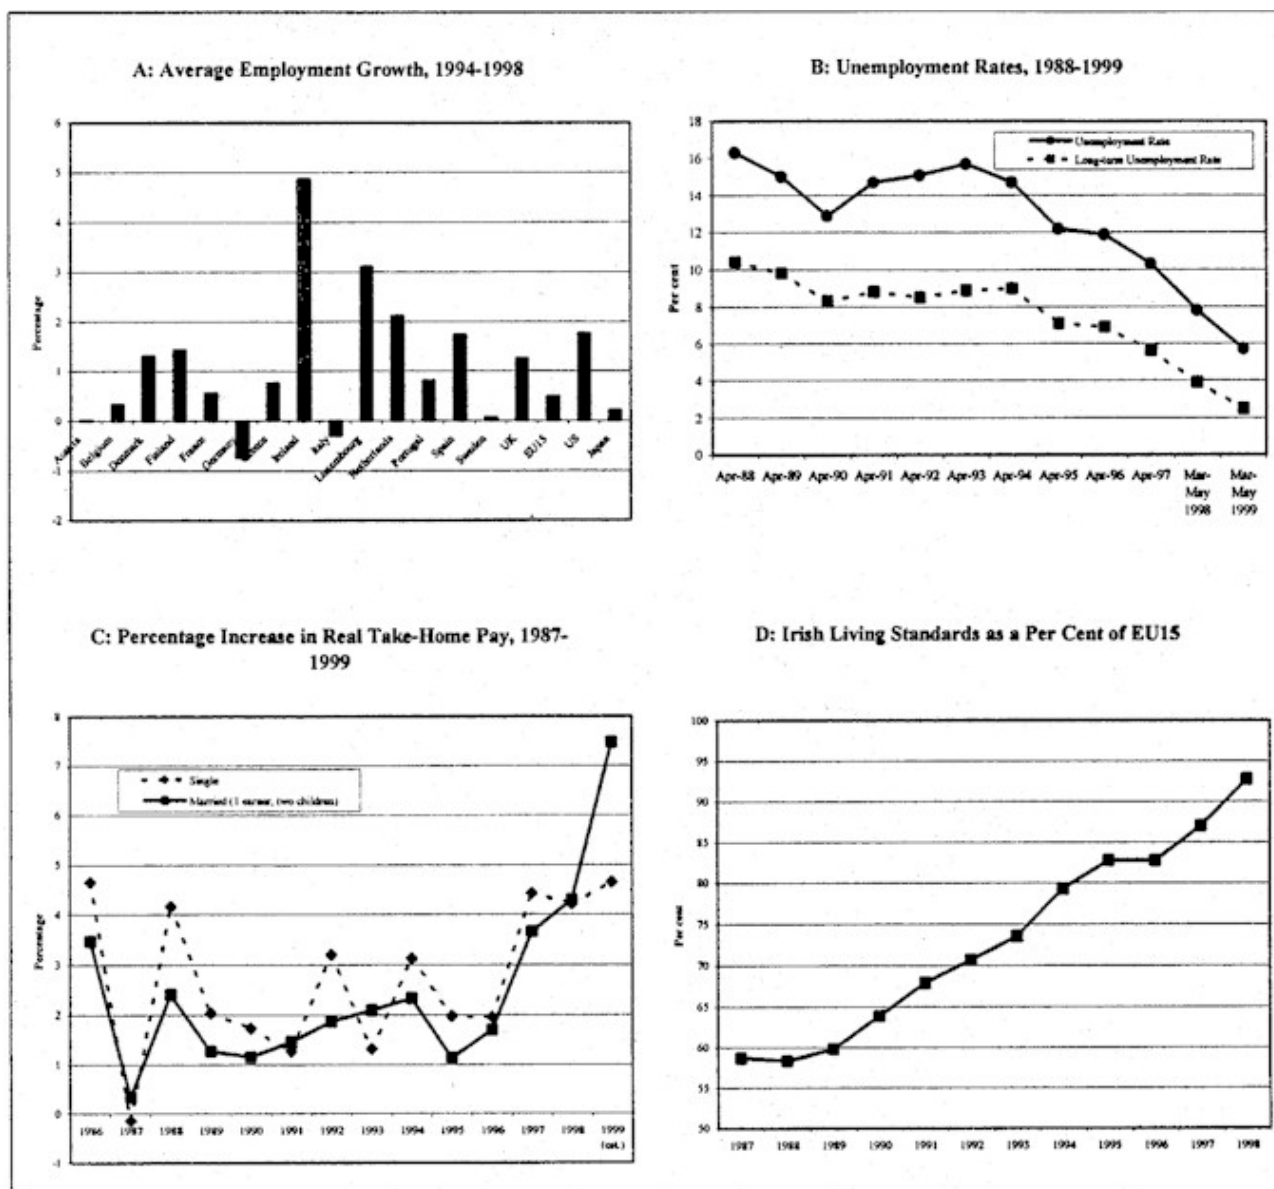 A: Average Employment Growth, 1994-1998
6
5
4
3
2
1
0
-1
-2
Percentage
Austria
Belgium
Denmark
Finland
France
Germany
Greece
Ireland
Italy
Luxembourg
Netherlands
Portugal
Spain
Sweden
UK
EU15
US
Japan
B: Unemployment Rates, 1988-1999
18
16
14
12
10
8
6
4
2
0
Per cent
Unemployment Rate
Long-term Unemployment Rate
Apr-88 Apr-89 Apr-90 Apr-91 Apr-92 Apr-93 Apr-94 Apr-95 Apr-96 Apr-97 Mar- Mar-
May May
1998 1999
C: Percentage Increase in Real Take-Home Pay, 1987-
1999
8
7
6
5
4
3
2
1
0
-1
Percentage
Single
Married (1 earner, two children)
1986 1987 1988 1989 1990 1991 1992 1993 1994 1995 1996 1997 1998 1999
(est.)
D: Irish Living Standards as a Per Cent of EU15
100
95
90
85
80
75
70
65
60
55
50
Per cent
1987 1988 1989 1990 1991 1992 1993 1994 1995 1996 1997 1998